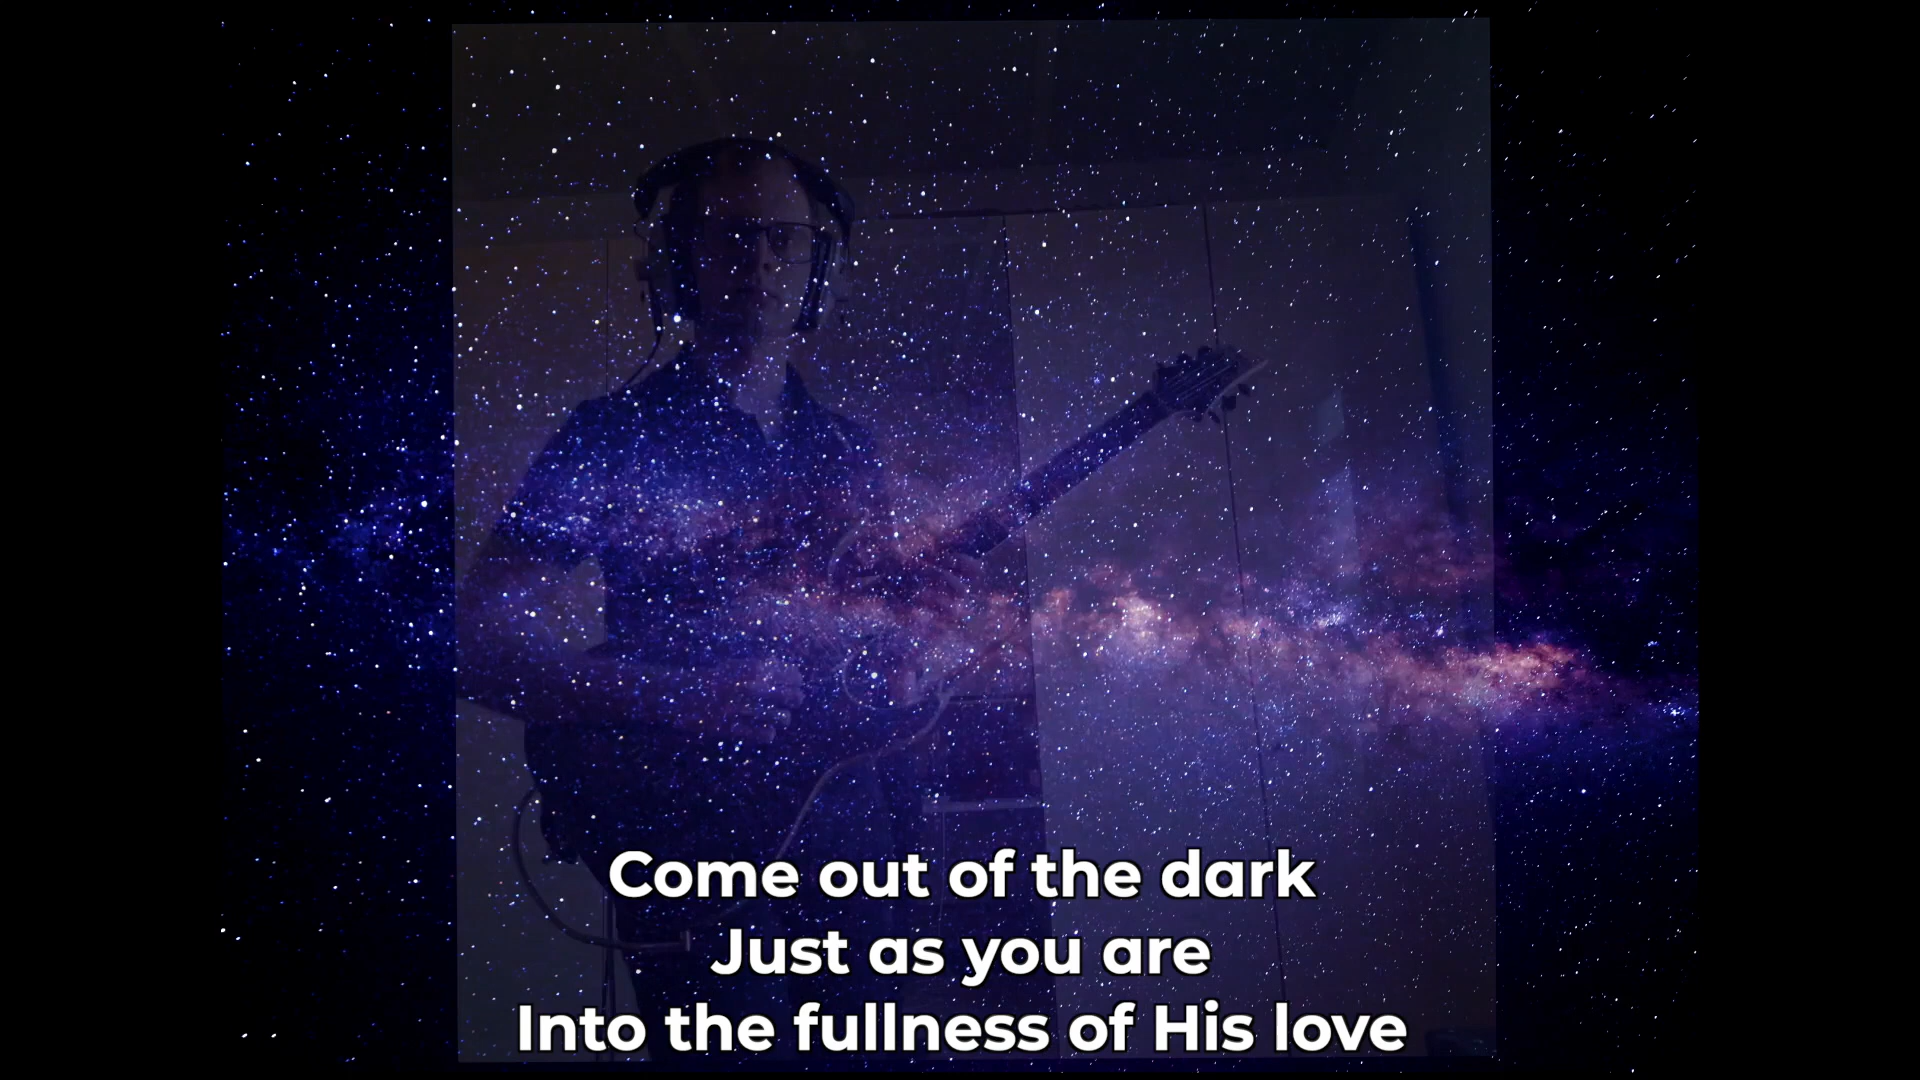 Come out of the dark
Just as you are
Into the fullness of His love